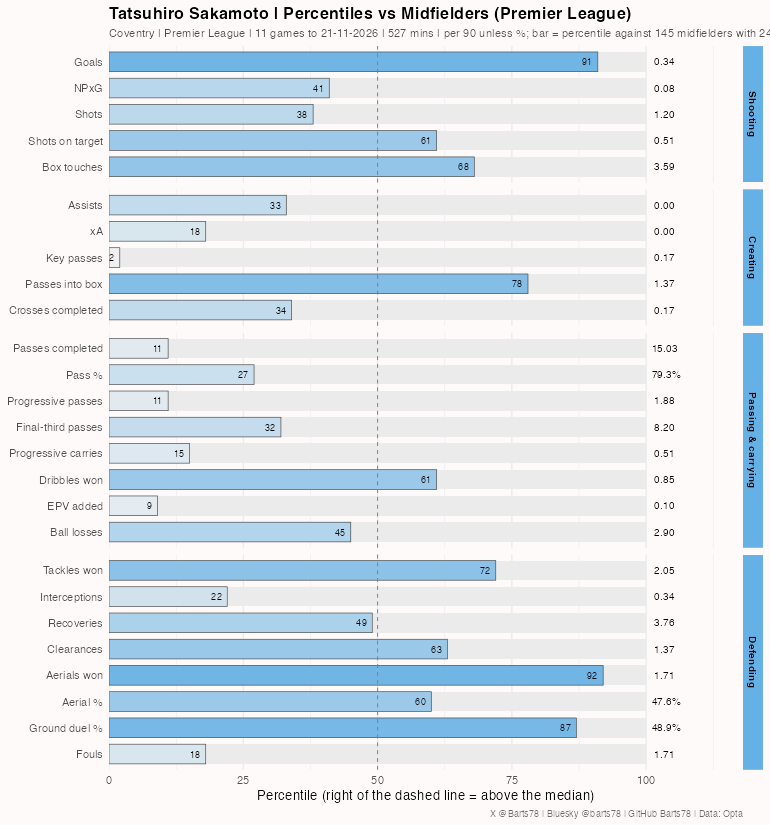 Tatsuhiro Sakamoto | Percentiles vs Midfielders (Premier League)
Coventry | Premier League | 11 games to 21-11-2026 | 527 mins | per 90 unless %; bar = percentile against 145 midfielders with 24
Goals 91 0.34
NPxG 41 0.08
Shots 38 1.20
Shots on target 61 0.51
Box touches 68 3.59
Shooting
Assists 33 0.00
xA 18 0.00
Key passes 2 0.17
Passes into box 78 1.37
Crosses completed 34 0.17
Creating
Passes completed 11 15.03
Pass % 27 79.3%
Progressive passes 11 1.88
Final-third passes 32 8.20
Progressive carries 15 0.51
Dribbles won 61 0.85
EPV added 9 0.10
Ball losses 45 2.90
Passing & carrying
Tackles won 72 2.05
Interceptions 22 0.34
Recoveries 49 3.76
Clearances 63 1.37
Aerials won 92 1.71
Aerial % 60 47.6%
Ground duel % 87 48.9%
Fouls 18 1.71
Defending
0 25 50 75 100
Percentile (right of the dashed line = above the median)
X @Barts78 | Bluesky @barts78 | GitHub Barts78 | Data: Opta